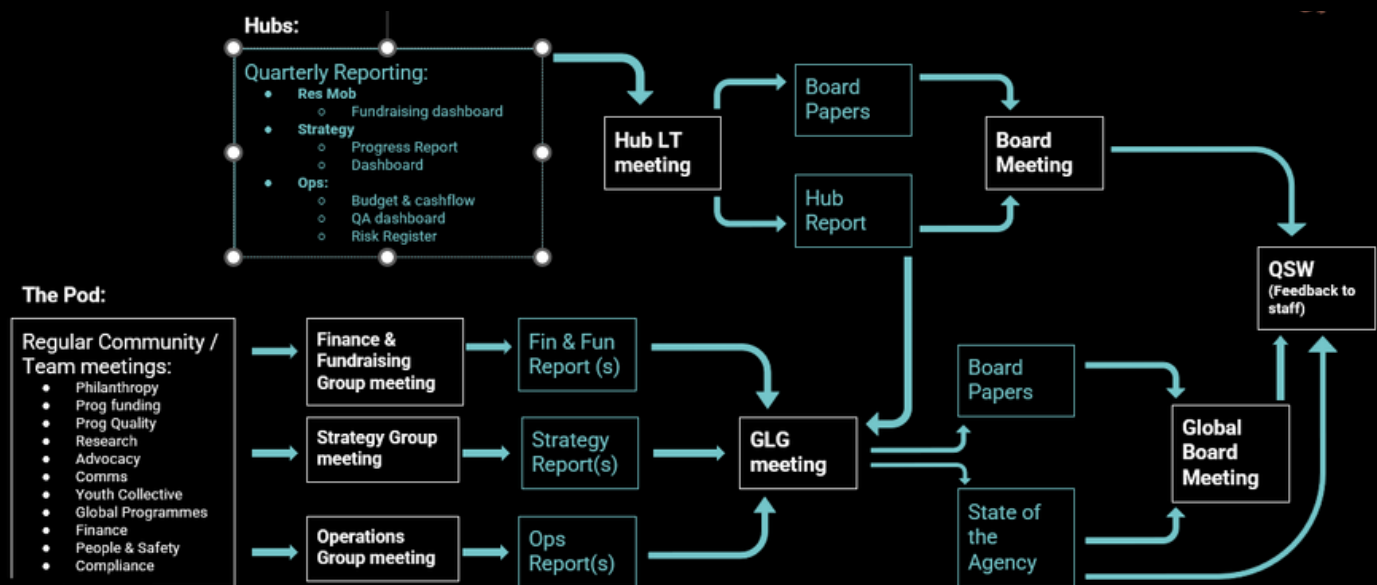 Hubs:
Quarterly Reporting:
Res Mob
Fundraising dashboard
Strategy
Progress Report
Dashboard
Ops:
Budget & cashflow
QA dashboard
Risk Register
Hub LT
meeting
Board
Papers
Hub
Report
Board
Meeting
QSW
(Feedback to
staff)
The Pod:
Regular Community /
Team meetings:
Philanthropy
Prog funding
Prog Quality
Research
Advocacy
Comms
Youth Collective
Global Programmes
Finance
People & Safety
Compliance
Finance &
Fundraising
Group meeting
Fin & Fun
Report (s)
Strategy Group
meeting
Strategy
Report(s)
Operations
Group meeting
Ops
Report(s)
GLG
meeting
Board
Papers
State of
the
Agency
Global
Board
Meeting